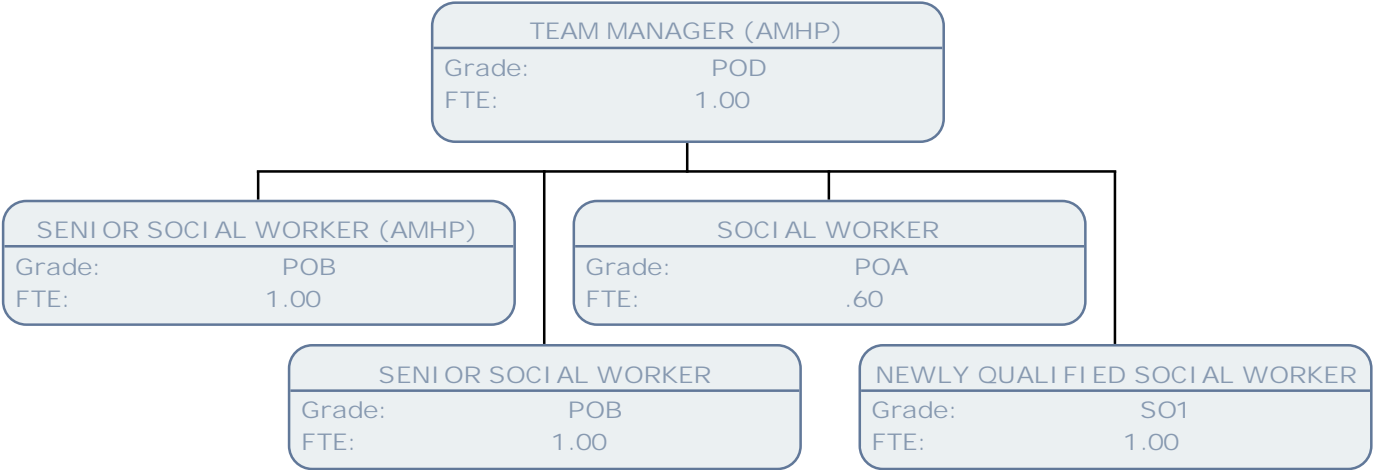 TEAM MANAGER (AMHP)
Grade: POD
FTE: 1.00
SENIOR SOCIAL WORKER (AMHP)
Grade: POB
FTE: 1.00
SOCIAL WORKER
Grade: POA
FTE: .60
SENIOR SOCIAL WORKER
Grade: POB
FTE: 1.00
NEWLY QUALIFIED SOCIAL WORKER
Grade: SO1
FTE: 1.00